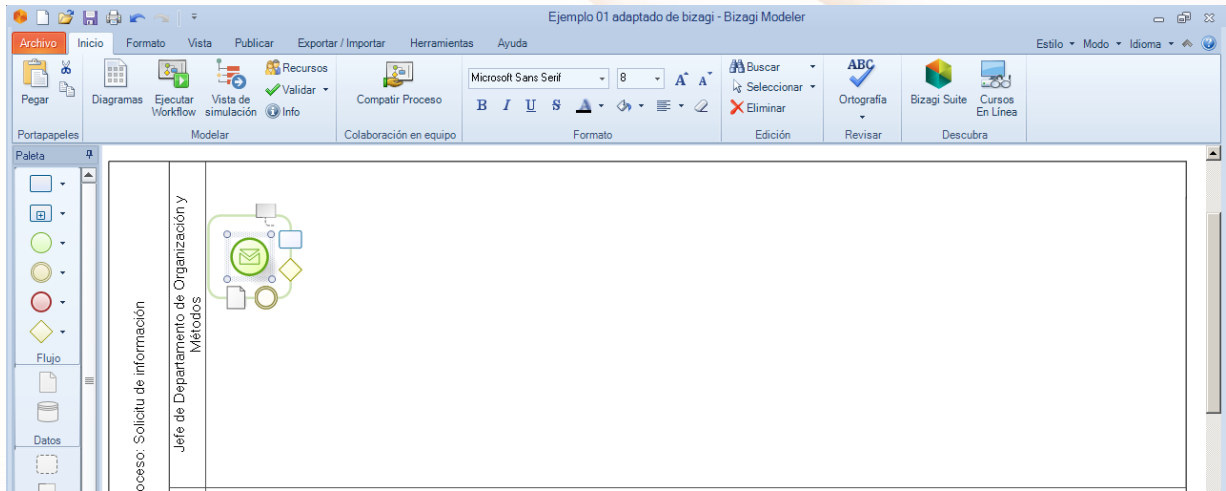 Ejemplo 01 adaptado de bizagi - Bizagi Modeler
Archivo Inicio Formato Vista Publicar Exportar / Importar Herramientas Ayuda Estilo Modo Idioma
Pegar
Portapapeles
Diagramas
Ejecutar
Workflow
Vista de
simulación
Recursos
Validar
Info
Modelar
Compatir Proceso
Colaboración en equipo
Microsoft Sans Serif 8
A A
B I U S A
Formato
Buscar
Seleccionar
Eliminar
Edición
ABC
Ortografía
Revisar
Bizagi Suite
Cursos
En Línea
Descubra
Paleta
Flujo
Datos
oceso: Solicitu de información
Jefe de Departamento de Organización y
Métodos